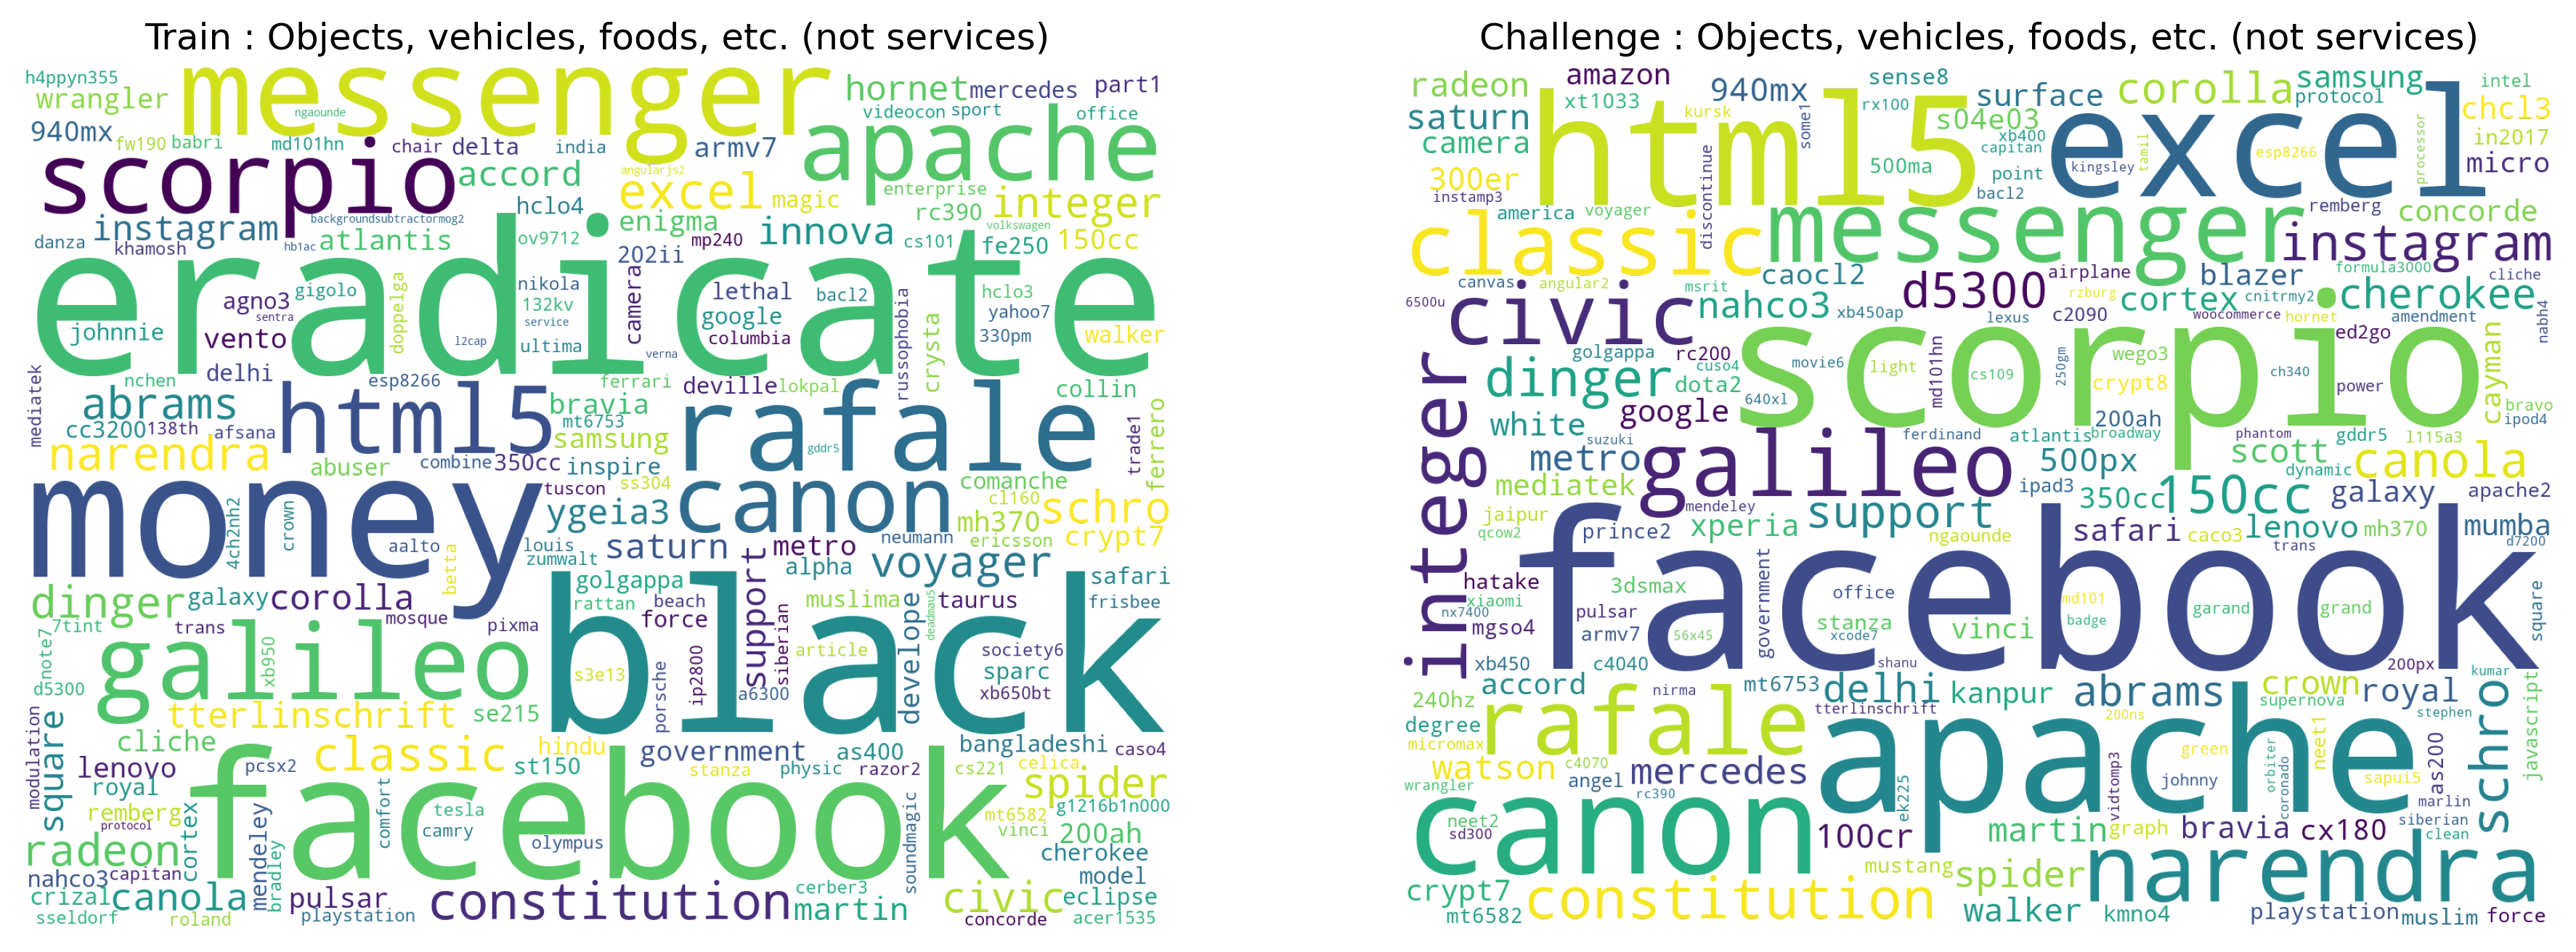 Train : Objects, vehicles, foods, etc. (not services)
h4ppyn355 messenger hornet mercedes part1
wrangler ngaounde videocon sport office
940mx fw190 babri md101hn chair delta india armv7 apache
scorpio accord angularjs2 excel magic enterprise
hclo4 rc390 integer
instagram backgroundsubtractormog2 enigma innova volkswagen
danza khamosh hb1ac atlantis ov9712 202ii mp240 cs101 fe250 150cc
eradicate
agno3 gigolo nikola camera lethal bacl2 russophobia hclo3
johnnie sentra doppelga 132kv google yahoo7
vento l2cap service ultima verna columbia crysta 330pm walker
mediatek nchen delhi esp8266 ferrari deville lokpal collin
abrams html5 bravia rafale
cc3200 138th afsana mt6753 samsung gddr5 trade1 ferrero
narendra abuser combine 350cc inspire comanche
money tuscon ss304 canon cl160 schro
4ch2nh2 crown ygeia3 mh370
aalto louis saturn support metro neumann ericsson crypt7
betta zumwalt alpha voyager
dinger galaxy corolla golgappa safari
7tint trans mosque pixma rattan beach force siberian muslima taurus deadmau5 frisbee
note7 galileo black article develope society6
d5300 xb950 s3e13 porsche ip2800 a6300 sparc xb650bt
tterlinschrift se215
modulation square cliche classic hindu government as400 bangladeshi caso4
lenovo pcsx2 st150 stanza physic razor2 cs221 celica
royal facebook spider
remberg protocol cortex mendeley comfort tesla soundmagic mt6582 g1216b1n000
radeon bradley camry olympus vinci 200ah
nahco3 capitan cherokee
crizal canola pulsar constitution cerber3 civic model
sseldorf roland playstation martin concorde eclipse
acer1535
Challenge : Objects, vehicles, foods, etc. (not services)
radeon amazon 940mx sense8 surface corolla samsung intel
saturn xt1033 kursk html5 rx100 s04e03 protocol chcl3
camera some1 xb400 excel in2017
300er 500ma capitan kingsley tamil esp8266 processor micro
instamp3 discontinue point bacl2
classic america voyager messenger remberg concorde
instagram
canvas angular2 msrit caocl2 airplane blazer formula3000 cliche
6500u civic nahco3 d5300 rzburg cortex cnitrmy2 cherokee
xb450ap lexus c2090 woocommerce hornet amendment nabh4
integer golgappa rc200 movie6 scorpio wego3 ed2go cayman
dinger dota2 cuso4 light md101hn cs109 250gm crypt8 ch340 power
white google 640xl 200ah bravo
suzuki ferdinand atlantis broadway phantom gddr5 l115a3 ipod4
metro galileo 500px scott canola
mediatek ipad3 350cc 150cc dynamic galaxy apache2
jaipur mendeley xperia support safari lenovo mh370 mumba
qcow2 prince2 ngaounde caco3 trans d7200
hatake facebook
xiaomi 3dsmax government office md101 garand grand square
nx7400 pulsar stanza badge
mgso4 armv7 56x45 xcode7 vinci
xb450 c4040 shanu 200px kumar
accord nirma mt6753 delhi kanpur abrams crown royal schro javascript
240hz rafale tterlinschrift 200ns supernova stephen
degree apache
micromax c4070 green neet1 orbiter
watson angel mercedes johnny sapui5 as200
wrangler rc390 ek225 vidtomp3 coronado marlin
canon neet2 100cr martin graph bravia cx180 siberian
sd300 clean
crypt7 mustang spider narendra
mt6582 constitution walker kmno4 playstation muslim force